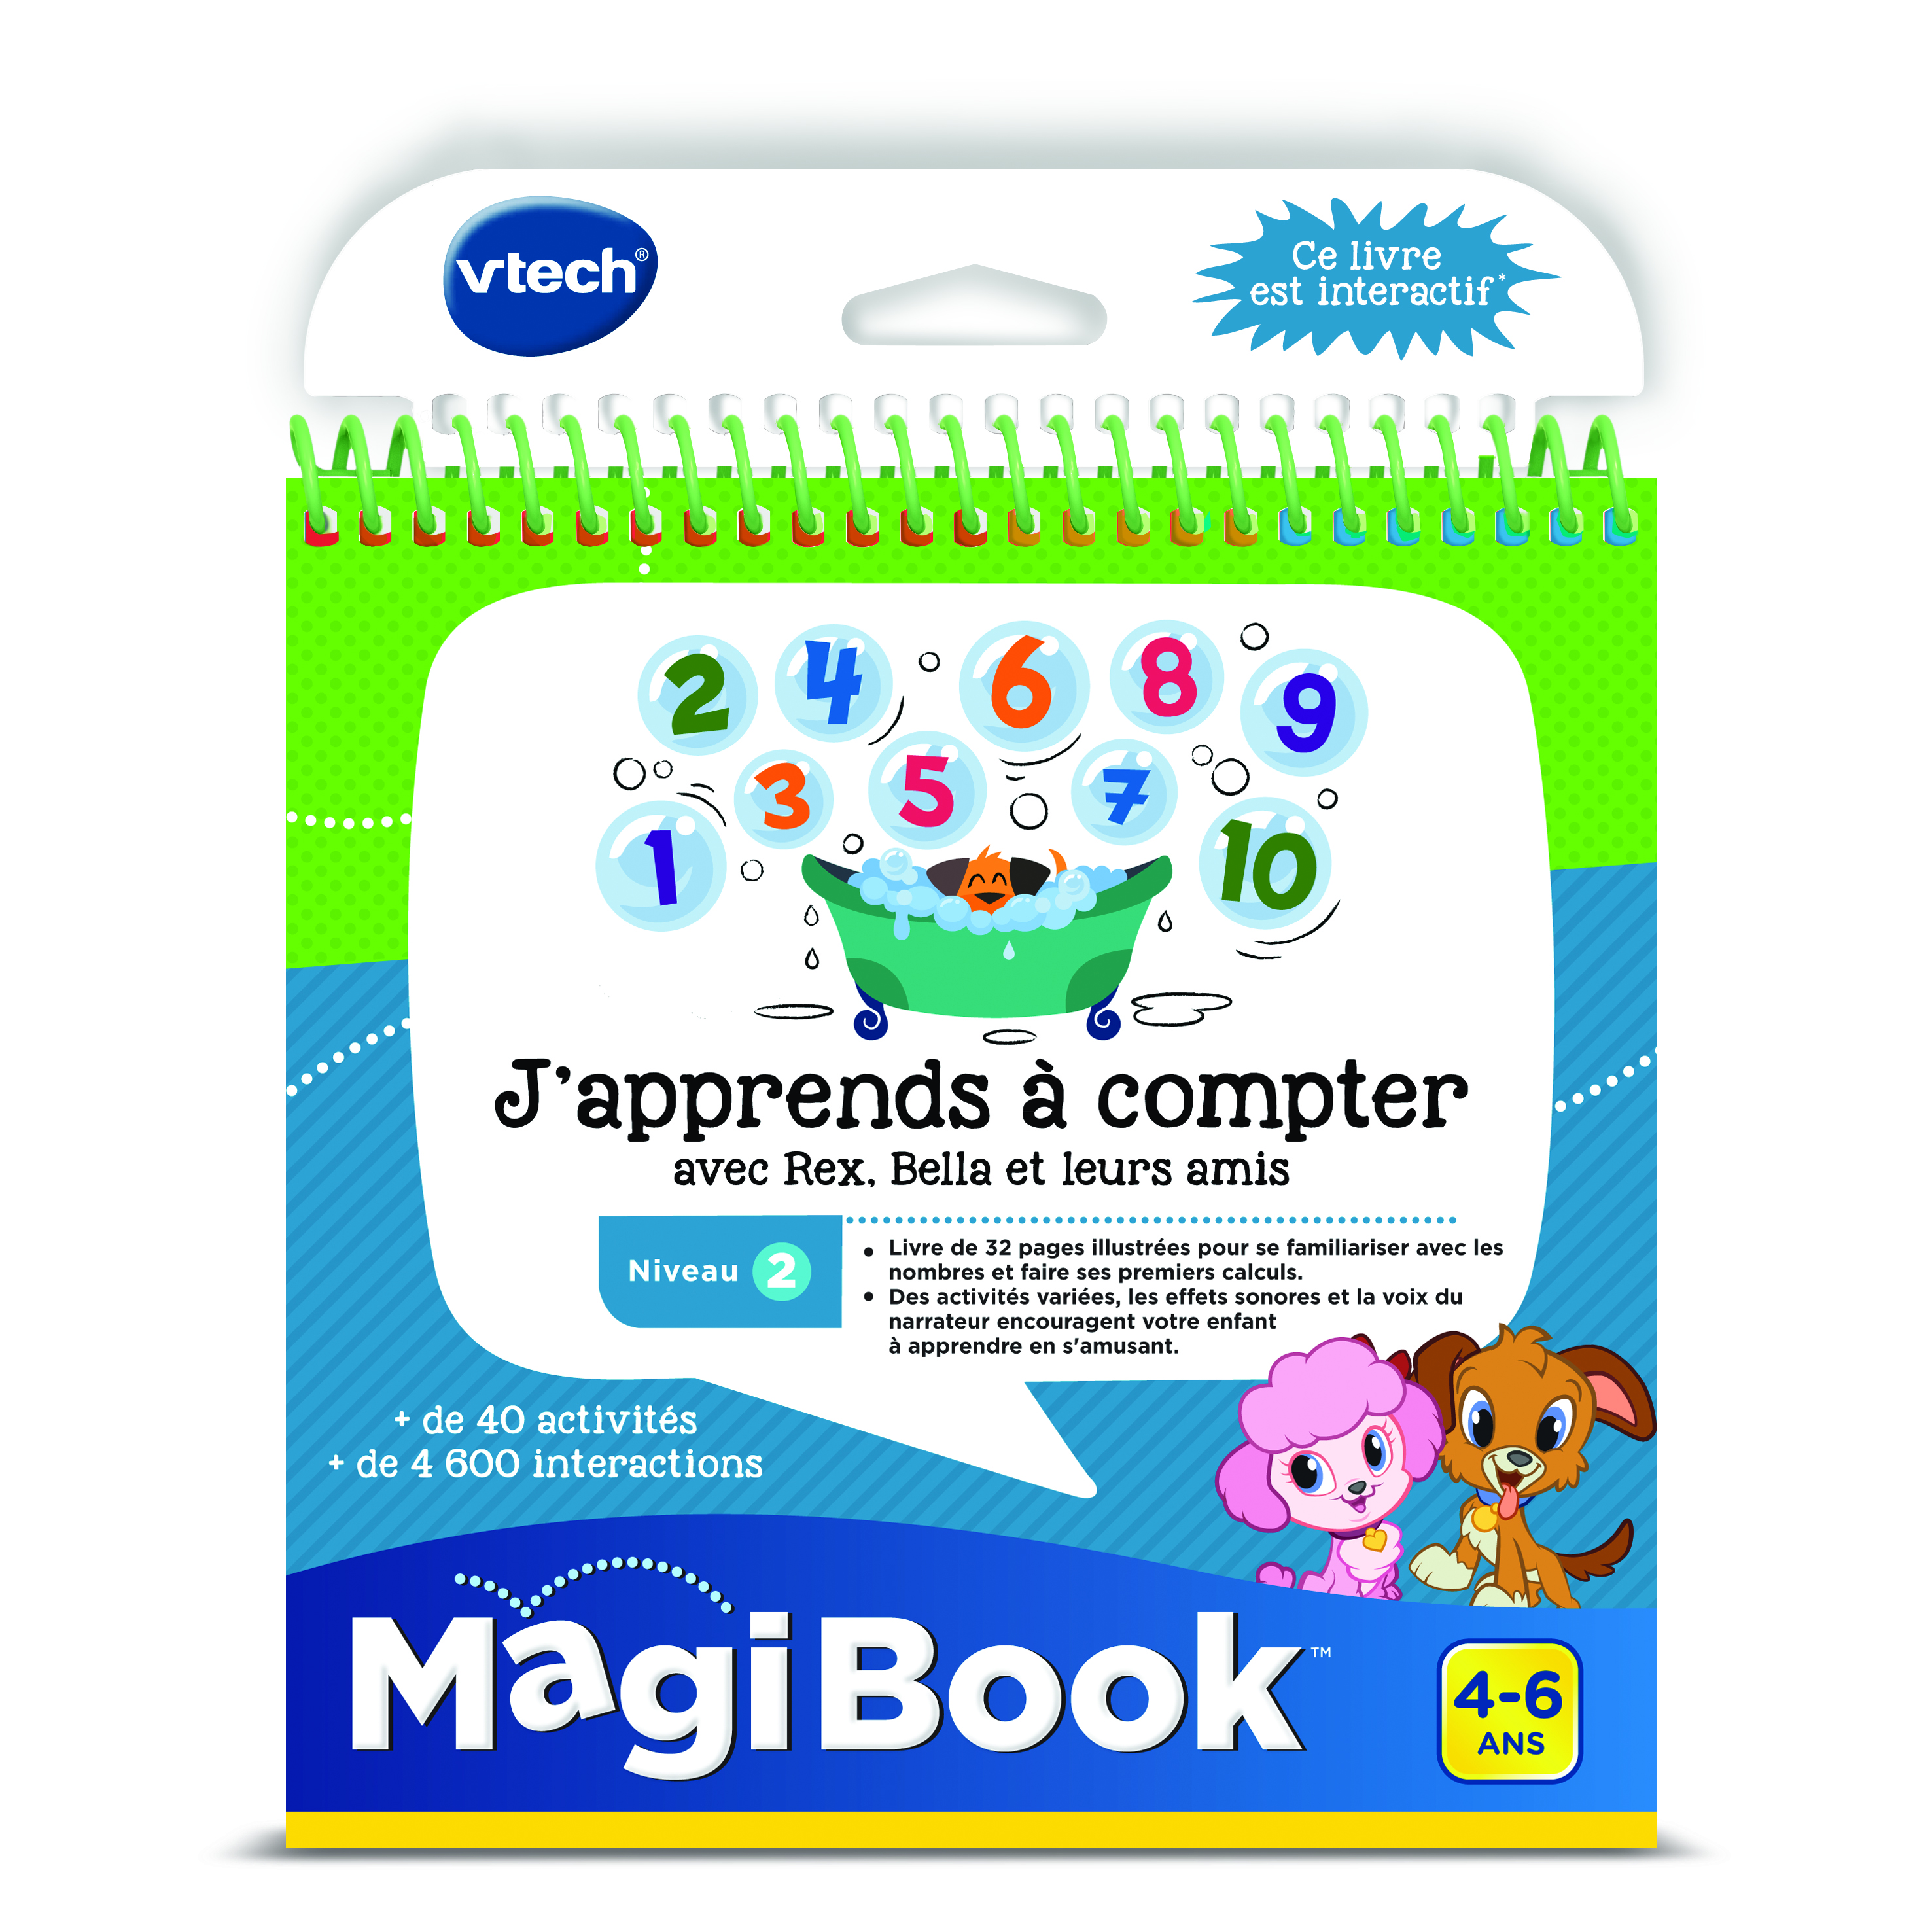 vtech®
Ce livre
est interactif*
2 4 6 8 9
3 5 7
1 10
J'apprends à compter
avec Rex, Bella et leurs amis
Niveau 2
• Livre de 32 pages illustrées pour se familiariser avec les
nombres et faire ses premiers calculs.
• Des activités variées, les effets sonores et la voix du
narrateur encouragent votre enfant
à apprendre en s'amusant.
+ de 40 activités
+ de 4 600 interactions
MagiBook™
4-6
ANS